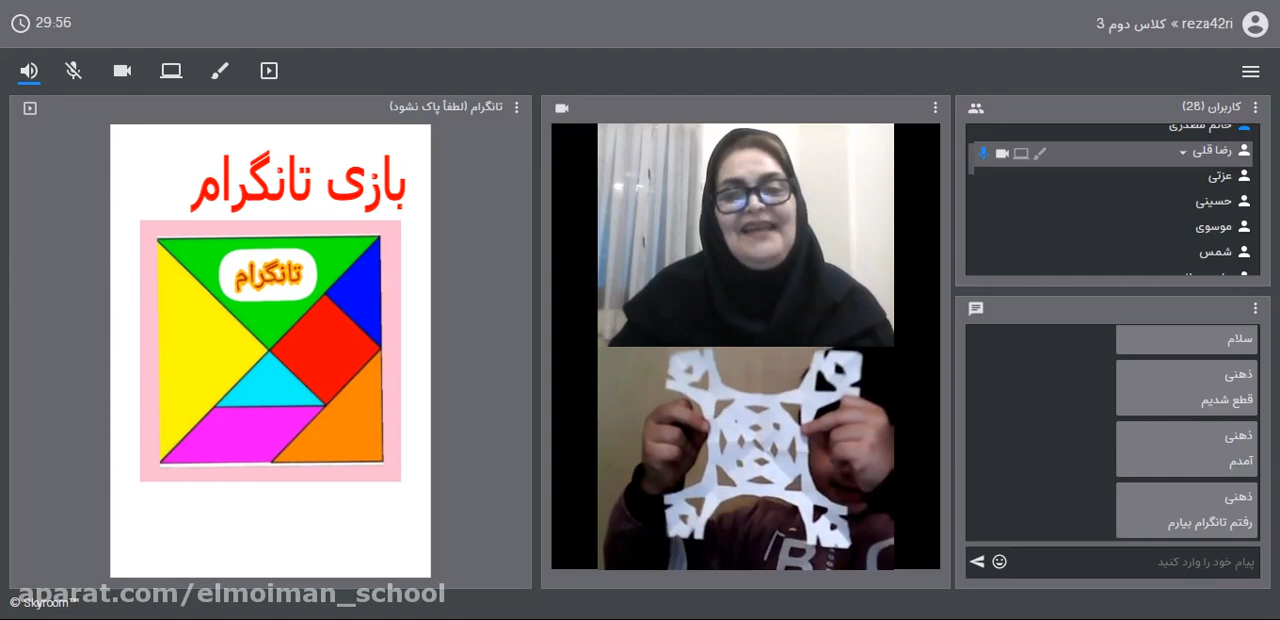 29:56
reza42ri » کلاس دوم 3
تانگرام (لطفاً پاک نشود)
بازی تانگرام
تانگرام
کاربران (28)
خانم صفدری
رضا قلی
عزتی
حسینی
موسوی
شمس
سلام
ذهنی
قطع شدیم
ذهنی
آمدم
ذهنی
رفتم تانگرام بیارم
پیام خود را وارد کنید
B
aparat.com/elmoiman_school
© Skyroom™